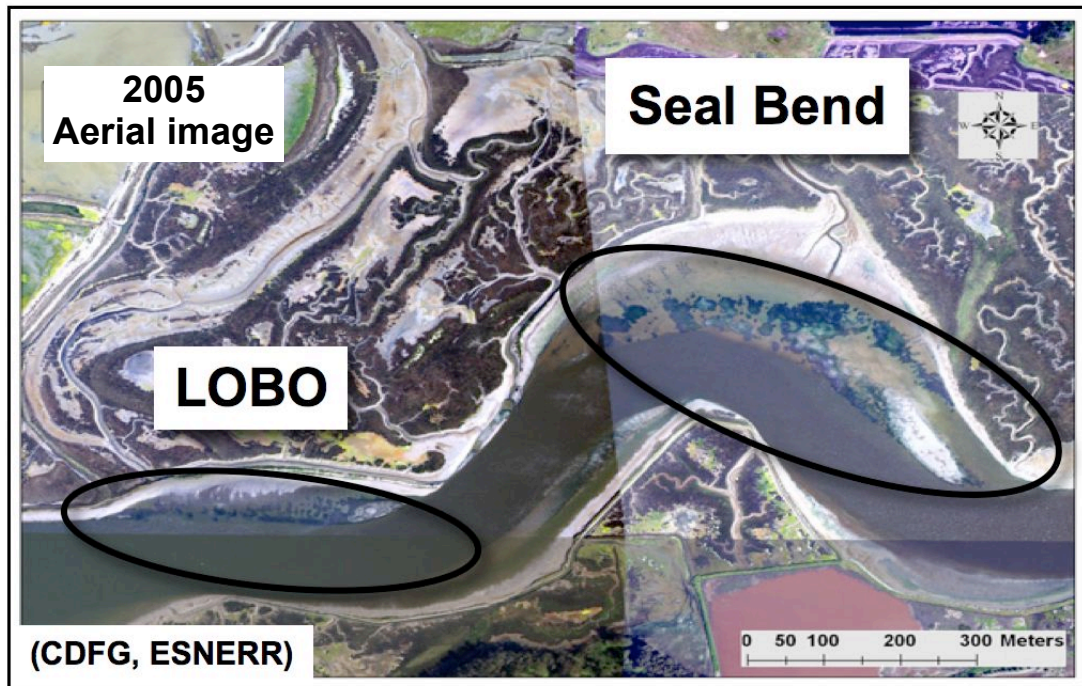 2005
Aerial image
Seal Bend
N
W E
S
LOBO
(CDFG, ESNERR)
0 50 100 200 300 Meters